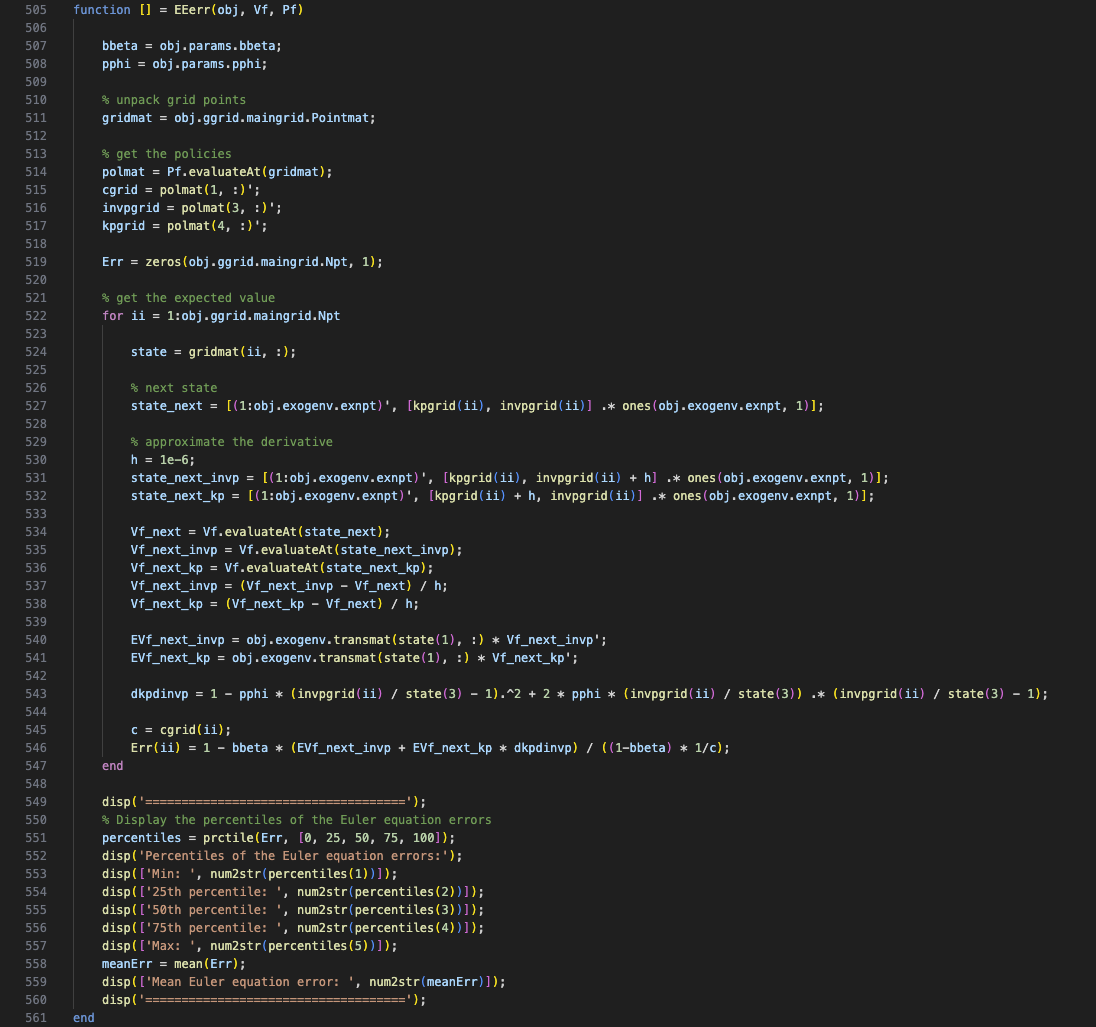 505 function [] = EEerr(obj, Vf, Pf)
506
507     bbeta = obj.params.bbeta;
508     pphi = obj.params.pphi;
509
510     % unpack grid points
511     gridmat = obj.ggrid.maingrid.Pointmat;
512
513     % get the policies
514     polmat = Pf.evaluateAt(gridmat);
515     cgrid = polmat(1, :)';
516     invpgrid = polmat(3, :)';
517     kpgrid = polmat(4, :)';
518
519     Err = zeros(obj.ggrid.maingrid.Npt, 1);
520
521     % get the expected value
522     for ii = 1:obj.ggrid.maingrid.Npt
523
524         state = gridmat(ii, :);
525
526         % next state
527         state_next = [(1:obj.exogenv.exnpt)', [kpgrid(ii), invpgrid(ii)] .* ones(obj.exogenv.exnpt, 1)];
528
529         % approximate the derivative
530         h = 1e-6;
531         state_next_invp = [(1:obj.exogenv.exnpt)', [kpgrid(ii), invpgrid(ii) + h] .* ones(obj.exogenv.exnpt, 1)];
532         state_next_kp = [(1:obj.exogenv.exnpt)', [kpgrid(ii) + h, invpgrid(ii)] .* ones(obj.exogenv.exnpt, 1)];
533
534         Vf_next = Vf.evaluateAt(state_next);
535         Vf_next_invp = Vf.evaluateAt(state_next_invp);
536         Vf_next_kp = Vf.evaluateAt(state_next_kp);
537         Vf_next_invp = (Vf_next_invp - Vf_next) / h;
538         Vf_next_kp = (Vf_next_kp - Vf_next) / h;
539
540         EVf_next_invp = obj.exogenv.transmat(state(1), :) * Vf_next_invp';
541         EVf_next_kp = obj.exogenv.transmat(state(1), :) * Vf_next_kp';
542
543         dkpdinvp = 1 - pphi * (invpgrid(ii) / state(3) - 1).^2 + 2 * pphi * (invpgrid(ii) / state(3)) .* (invpgrid(ii) / state(3) - 1);
544
545         c = cgrid(ii);
546         Err(ii) = 1 - bbeta * (EVf_next_invp + EVf_next_kp * dkpdinvp) / ((1-bbeta) * 1/c);
547     end
548
549     disp('====================================');
550     % Display the percentiles of the Euler equation errors
551     percentiles = prctile(Err, [0, 25, 50, 75, 100]);
552     disp('Percentiles of the Euler equation errors:');
553     disp(['Min: ', num2str(percentiles(1))]);
554     disp(['25th percentile: ', num2str(percentiles(2))]);
555     disp(['50th percentile: ', num2str(percentiles(3))]);
556     disp(['75th percentile: ', num2str(percentiles(4))]);
557     disp(['Max: ', num2str(percentiles(5))]);
558     meanErr = mean(Err);
559     disp(['Mean Euler equation error: ', num2str(meanErr)]);
560     disp('====================================');
561 end